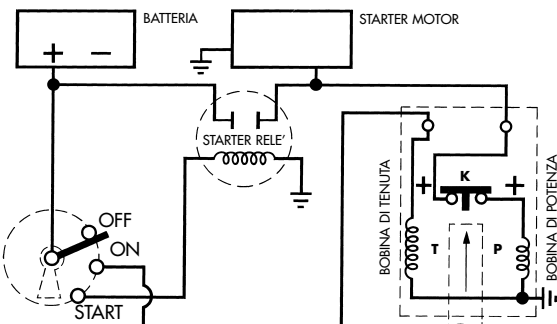 BATTERIA
STARTER MOTOR
+ −
STARTER RELE'
BOBINA DI TENUTA
K
+ +
BOBINA DI POTENZA
T P
OFF
ON
START